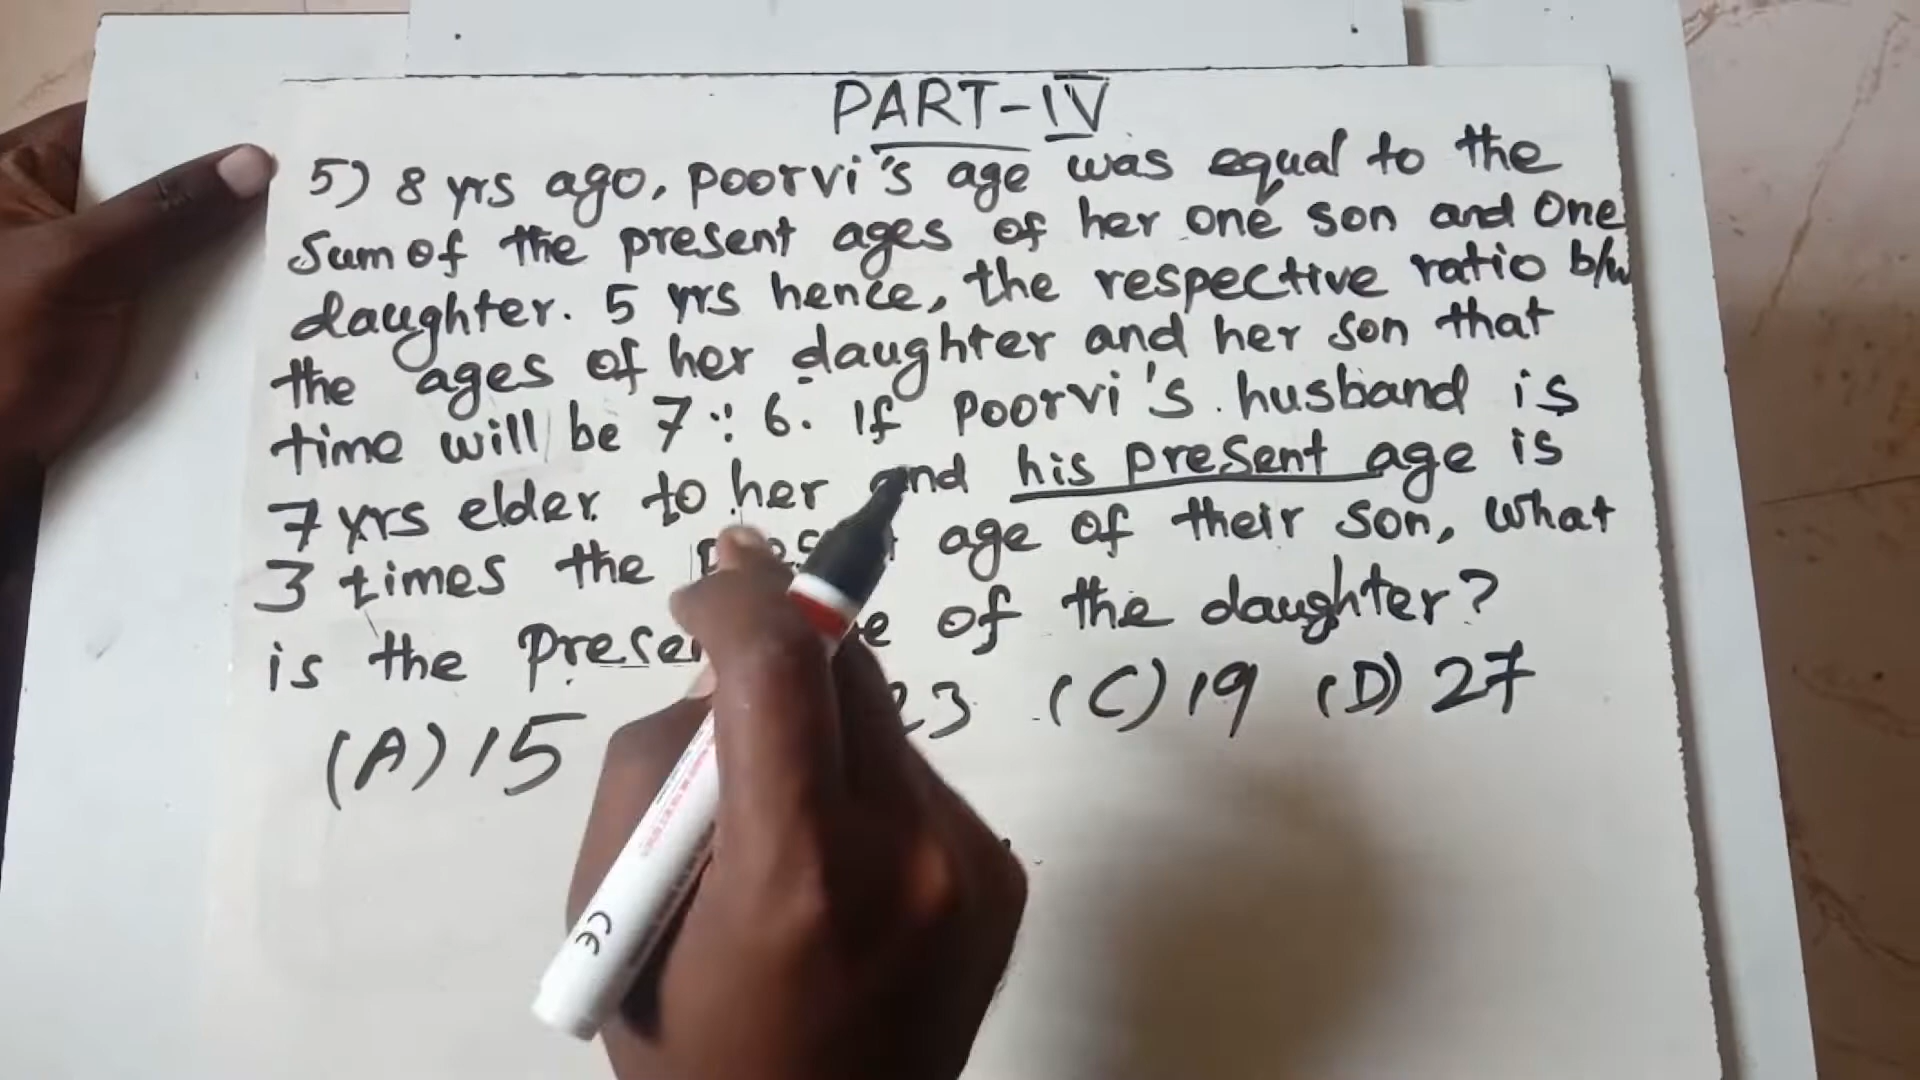 PART-IV
5) 8 yrs ago, Poorvi's age was equal to the
Sum of the present ages of her one son and One
daughter. 5 yrs hence, the respective ratio b/w
the ages of her daughter and her son that
time will be 7:6. If Poorvi's husband is
7 yrs elder to her and his present age is
3 times the age of their son, what
is the of the daughter?
(A) 15 23 (C) 19 (D) 27
CE